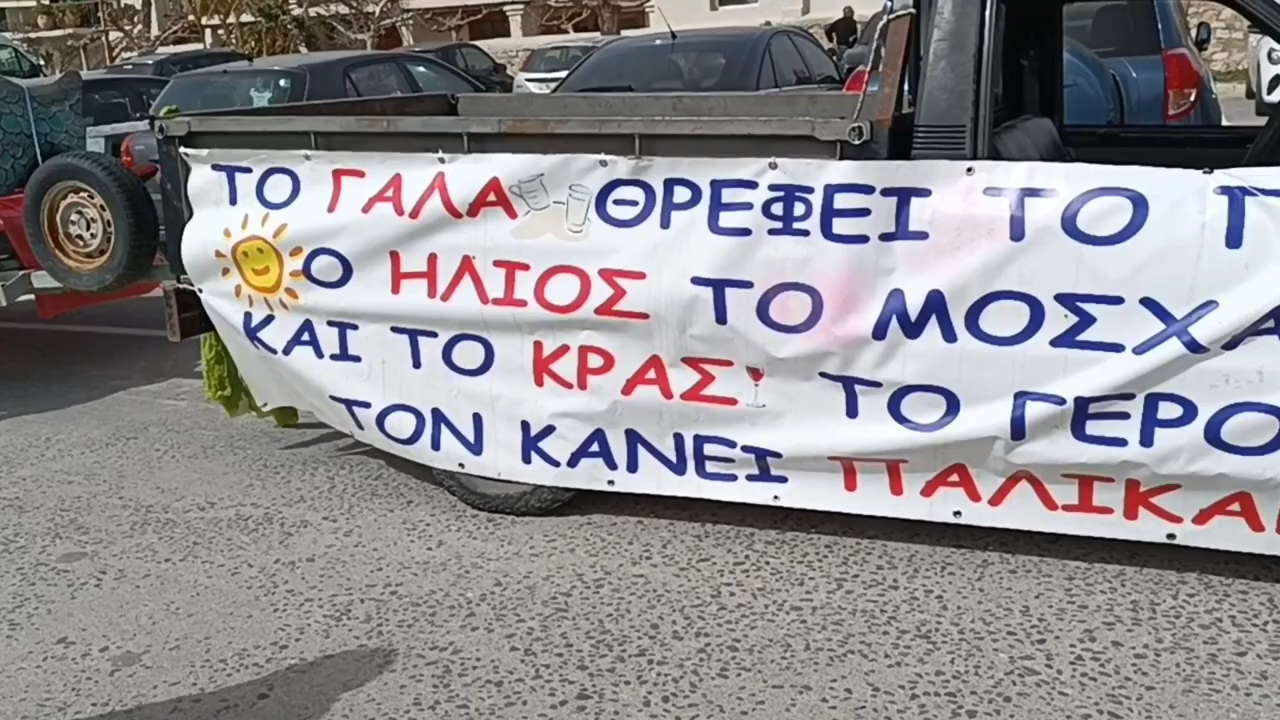 ΤΟ ΓΑΛΑ ΘΡΕΦΕΙ ΤΟ
Ο ΗΛΙΟΣ ΤΟ ΜΟΣΧΑ
ΚΑΙ ΤΟ ΚΡΑΣΙ ΤΟ ΓΕΡΟ
ΤΟΝ ΚΑΝΕΙ ΠΑΛΙΚΑ